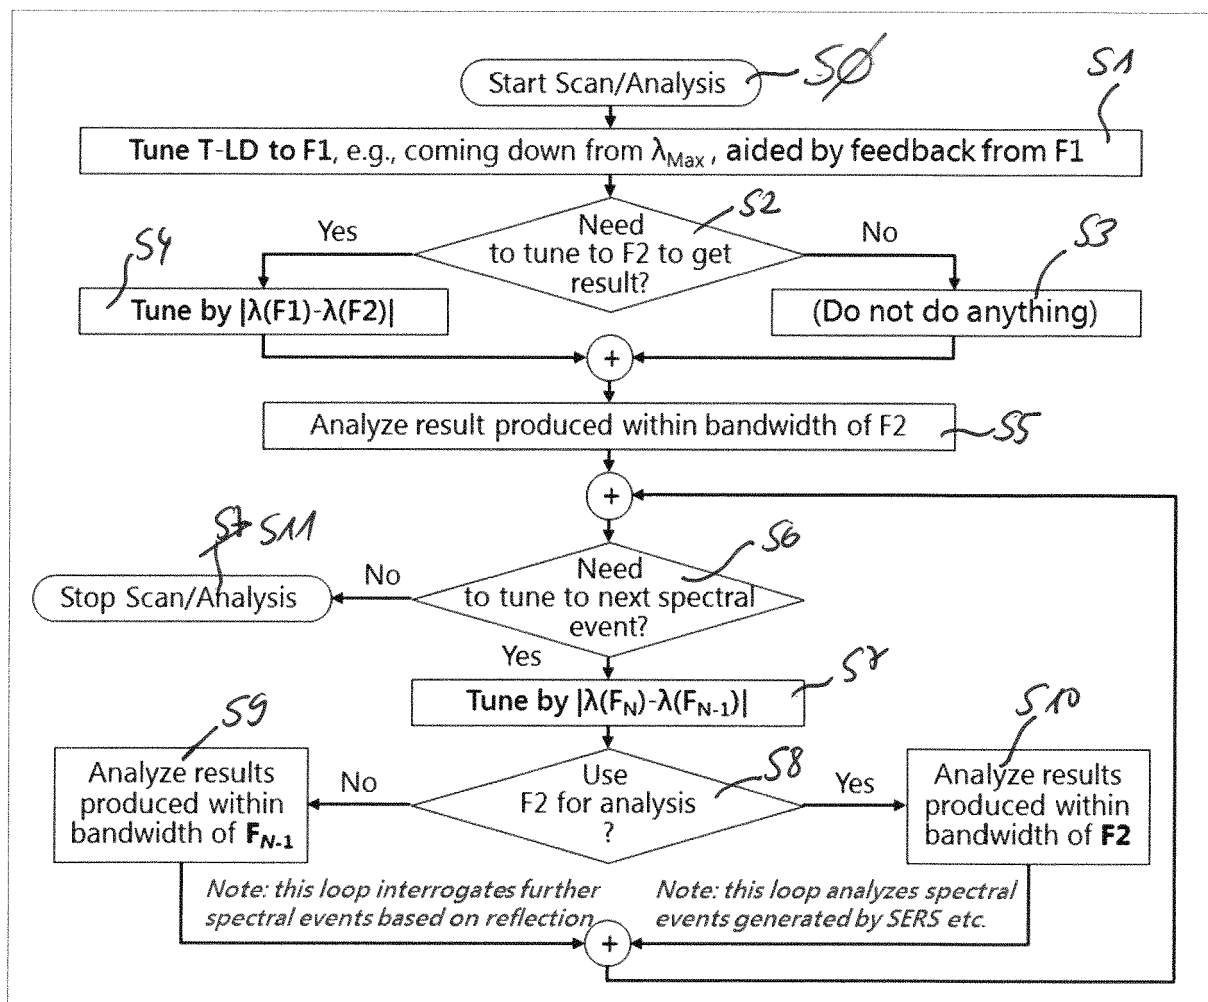 Start Scan/Analysis
S0
S1
Tune T-LD to F1, e.g., coming down from λMax, aided by feedback from F1
S2
Need
to tune to F2 to get
result?
Yes
No
S4
S3
Tune by |λ(F1)-λ(F2)|
(Do not do anything)
+
Analyze result produced within bandwidth of F2
S5
+
S7 S11
S6
Need
to tune to next spectral
event?
No
Stop Scan/Analysis
Yes
S7
Tune by |λ(FN)-λ(FN-1)|
S9
S10
S8
Use
F2 for analysis
?
No
Yes
Analyze results
produced within
bandwidth of FN-1
Analyze results
produced within
bandwidth of F2
Note: this loop interrogates further
spectral events based on reflection
Note: this loop analyzes spectral
events generated by SERS etc.
+